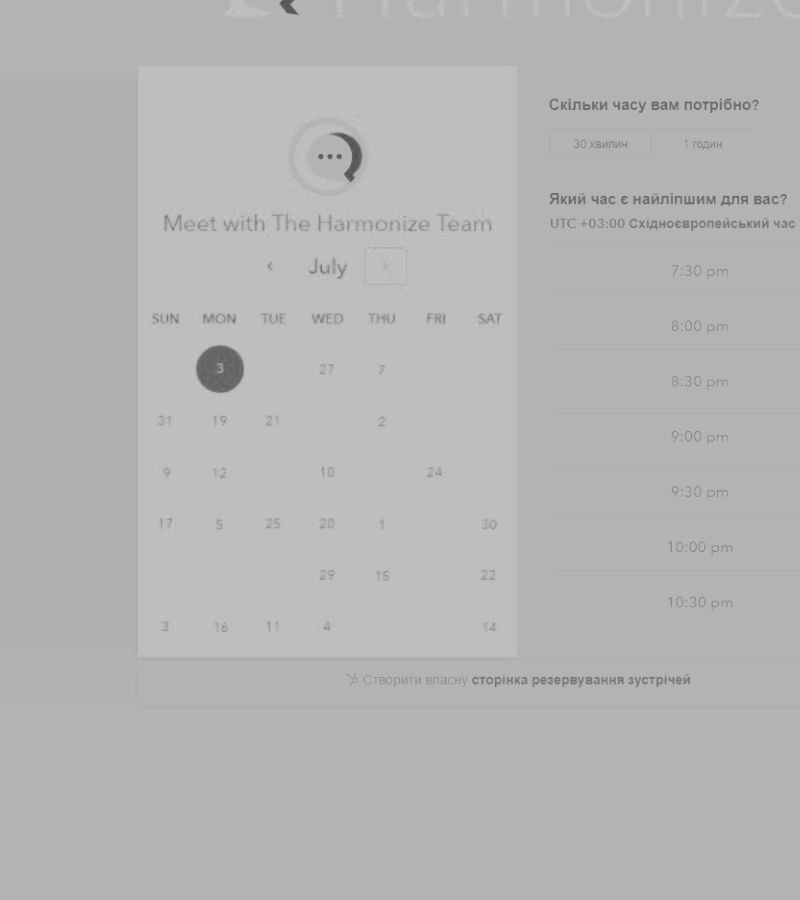 Harmonize
Meet with The Harmonize Team
July
SUN MON TUE WED THU FRI SAT
3 27 7
31 19 21 2
9 12 10 24
17 5 25 20 1 30
29 15 22
3 16 11 4 14
Скільки часу вам потрібно?
30 хвилин 1 годин
Який час є найліпшим для вас?
UTC +03:00 Східноєвропейський час
7:30 pm
8:00 pm
8:30 pm
9:00 pm
9:30 pm
10:00 pm
10:30 pm
Створити власну сторінка резервування зустрічей